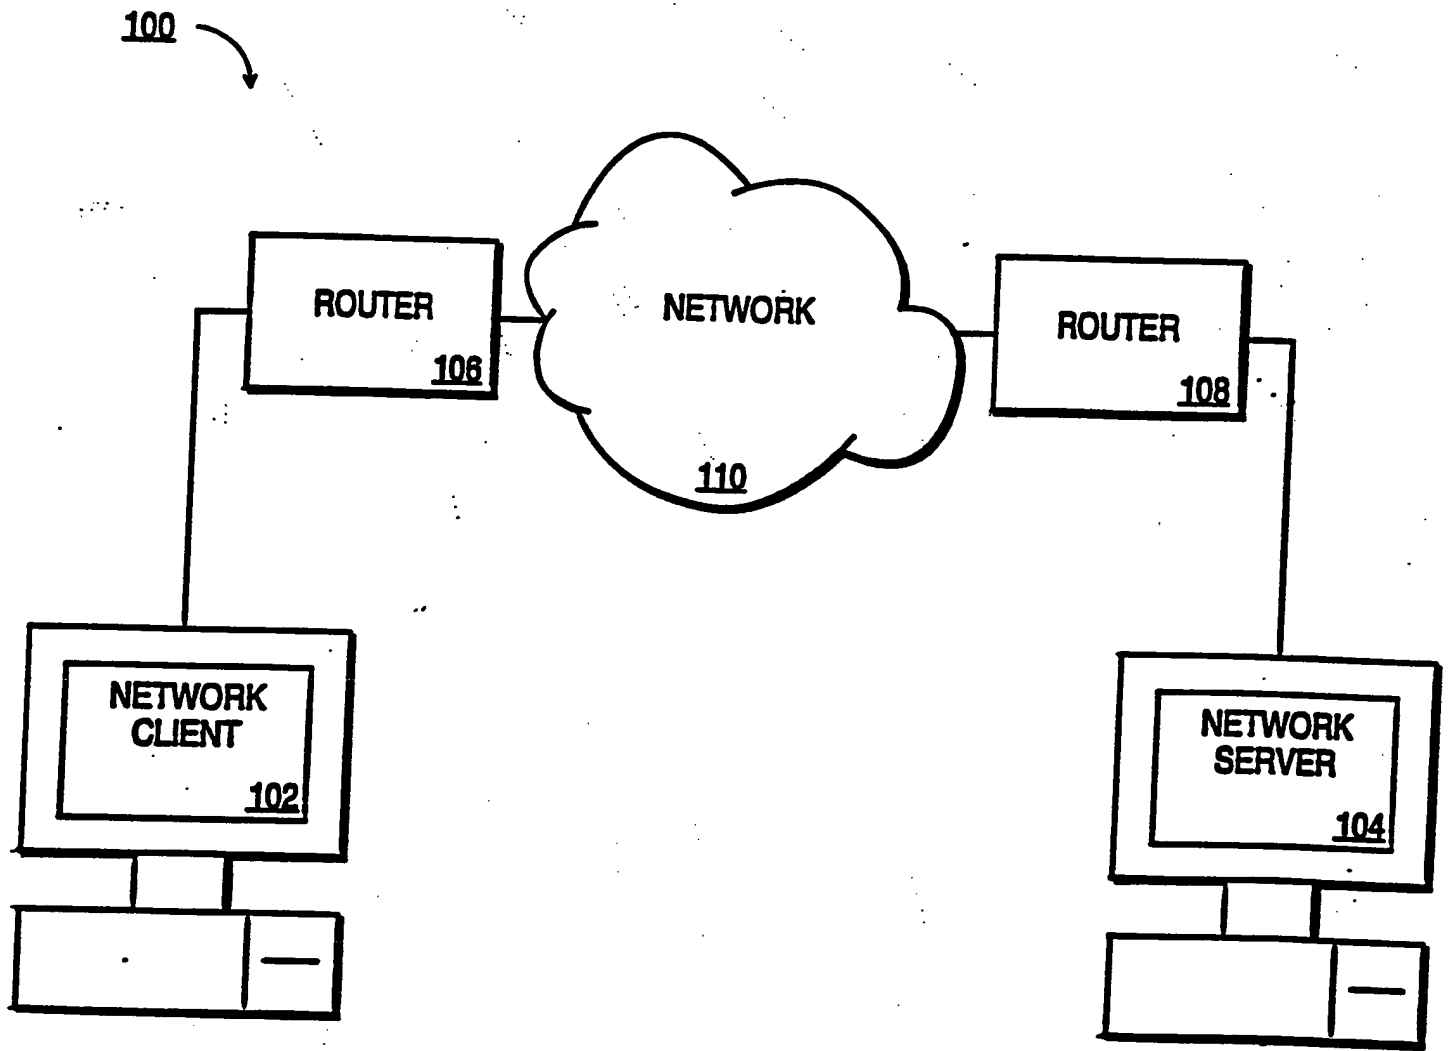 100
ROUTER
106
NETWORK
110
ROUTER
108
NETWORK
CLIENT
102
NETWORK
SERVER
104